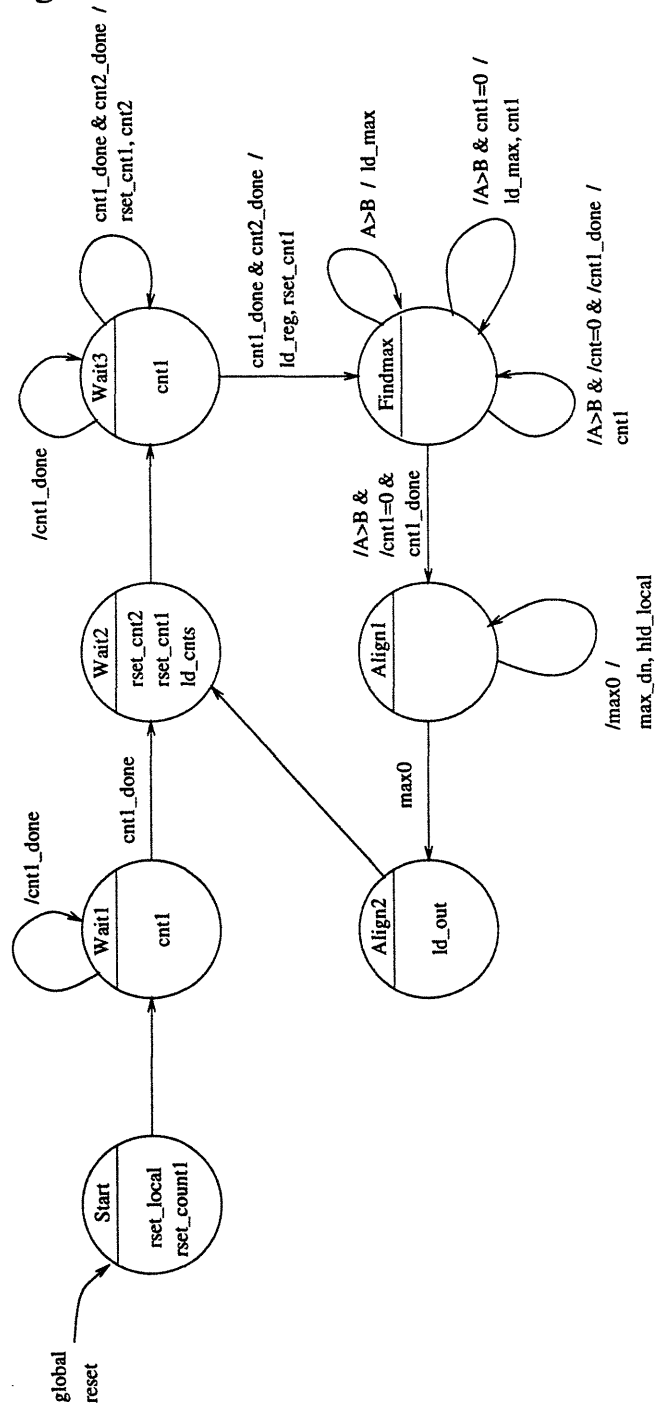 global
reset
Start
rset_local
rset_count1
/cnt1_done
Wait1
cnt1
cnt1_done
Wait2
rset_cnt2
rset_cnt1
ld_cnts
/cnt1_done
Wait3
cnt1
cnt1_done & cnt2_done /
rset_cnt1, cnt2
cnt1_done & cnt2_done /
ld_reg, rset_cnt1
A>B / ld_max
Findmax
/A>B & cnt1=0 /
ld_max, cnt1
/A>B & /cnt=0 & /cnt1_done /
cnt1
/A>B &
/cnt1=0 &
cnt1_done
Align1
/max0 /
max_dn, hld_local
max0
Align2
ld_out